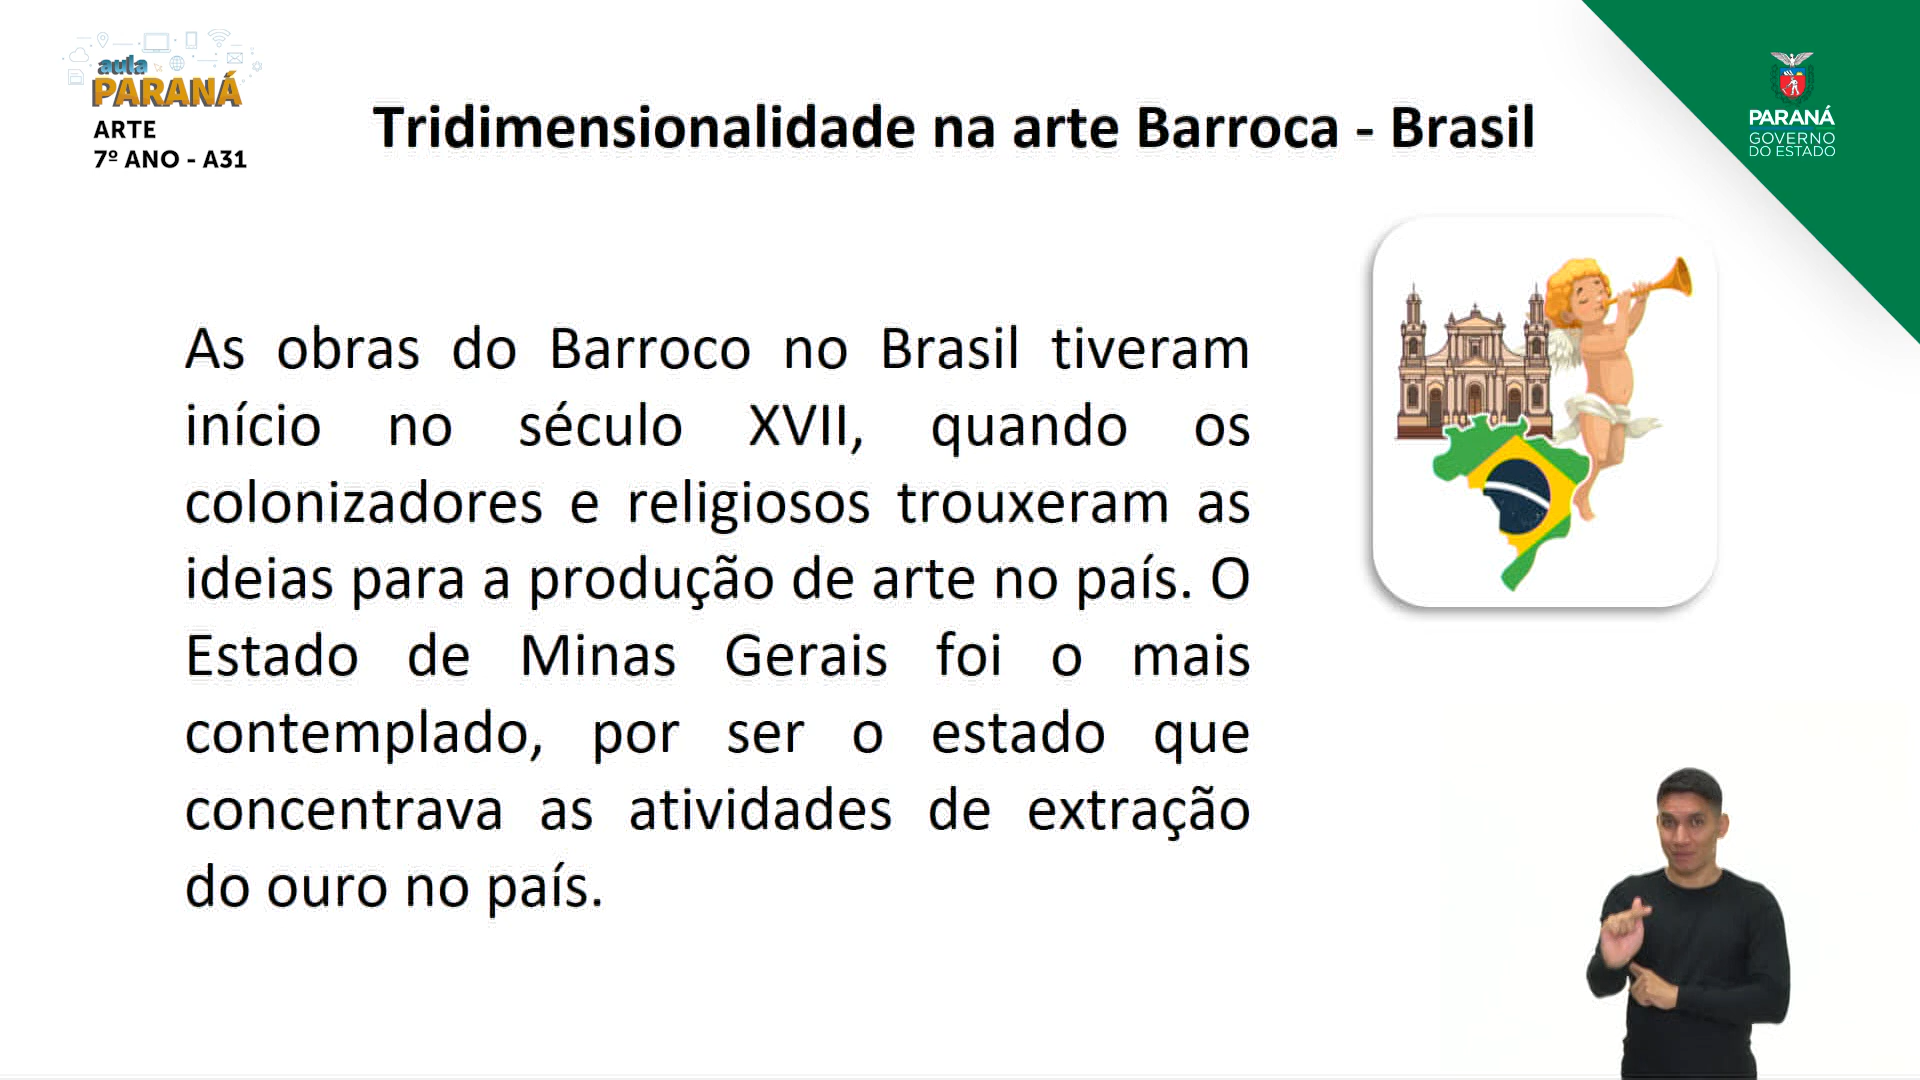 aula
PARANÁ
ARTE
7º ANO - A31
Tridimensionalidade na arte Barroca - Brasil
PARANÁ
GOVERNO
DO ESTADO
As obras do Barroco no Brasil tiveram
início no século XVII, quando os
colonizadores e religiosos trouxeram as
ideias para a produção de arte no país. O
Estado de Minas Gerais foi o mais
contemplado, por ser o estado que
concentrava as atividades de extração
do ouro no país.